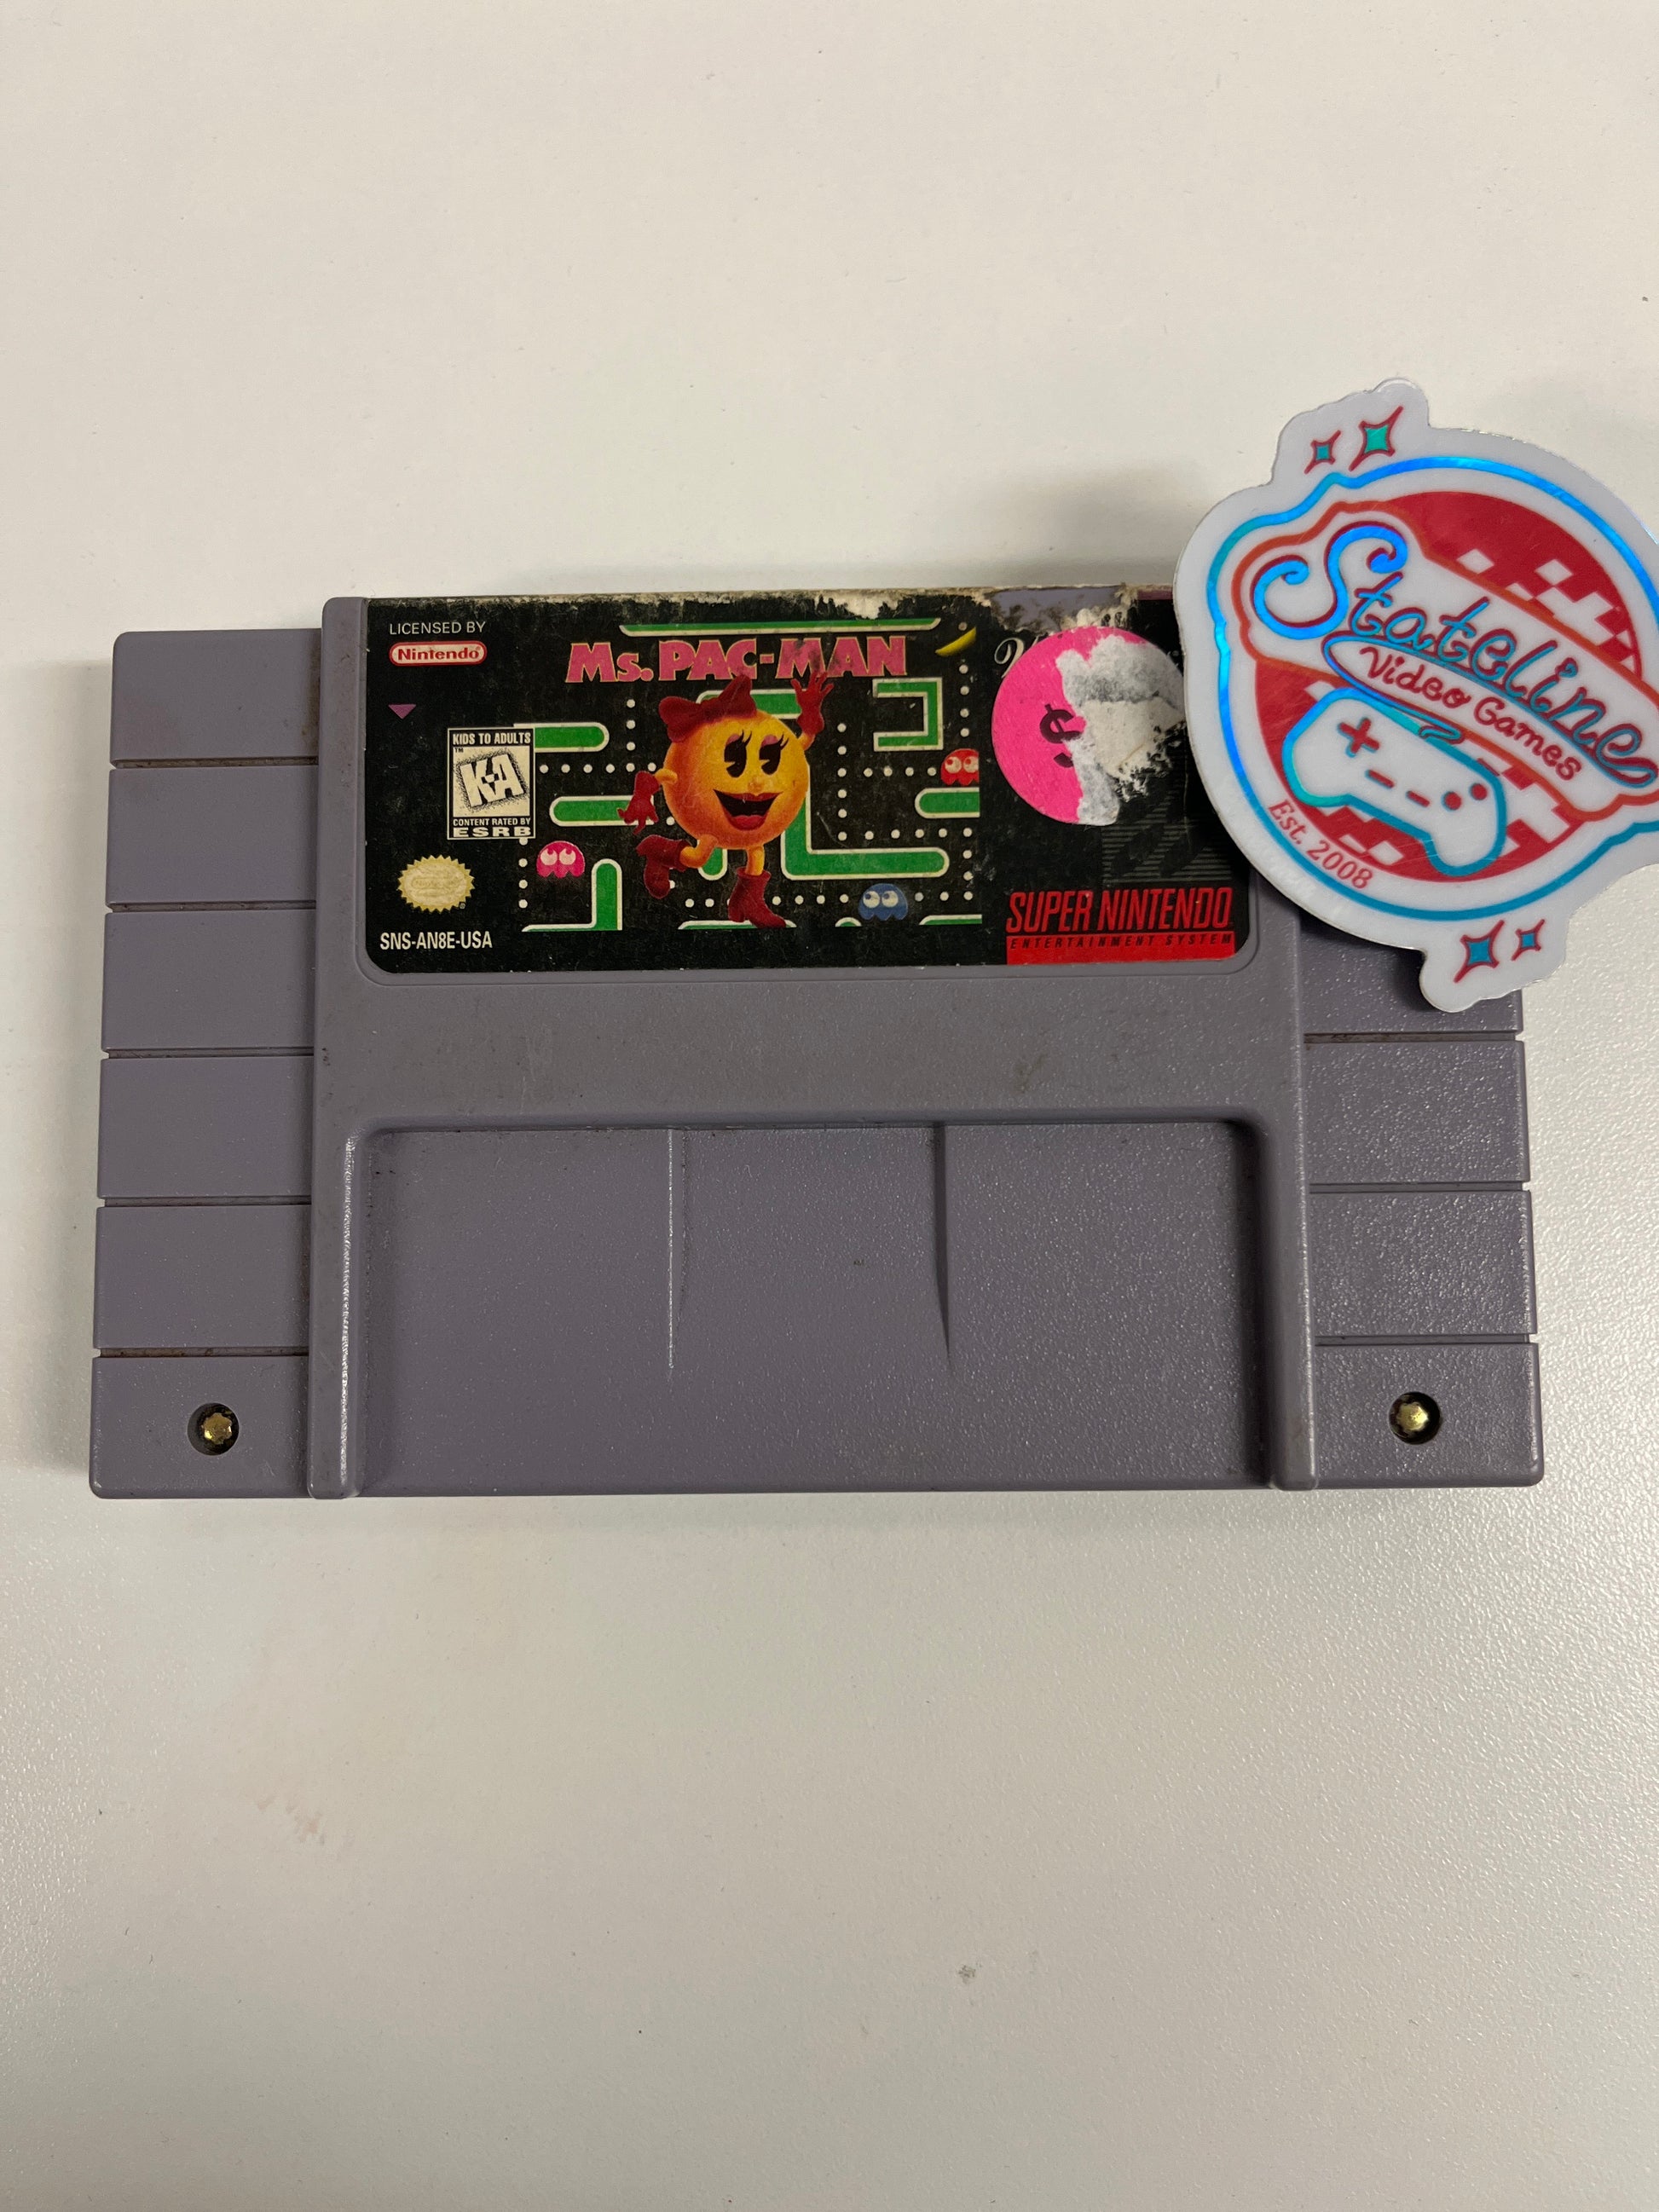 LICENSED BY
Nintendo
Ms. PAC-MAN
KIDS TO ADULTS
TM
K-A
CONTENT RATED BY
ESRB
$
SNS-AN8E-USA
SUPER NINTENDO
ENTERTAINMENT SYSTEM
Stateline
Video Games
Est. 2008